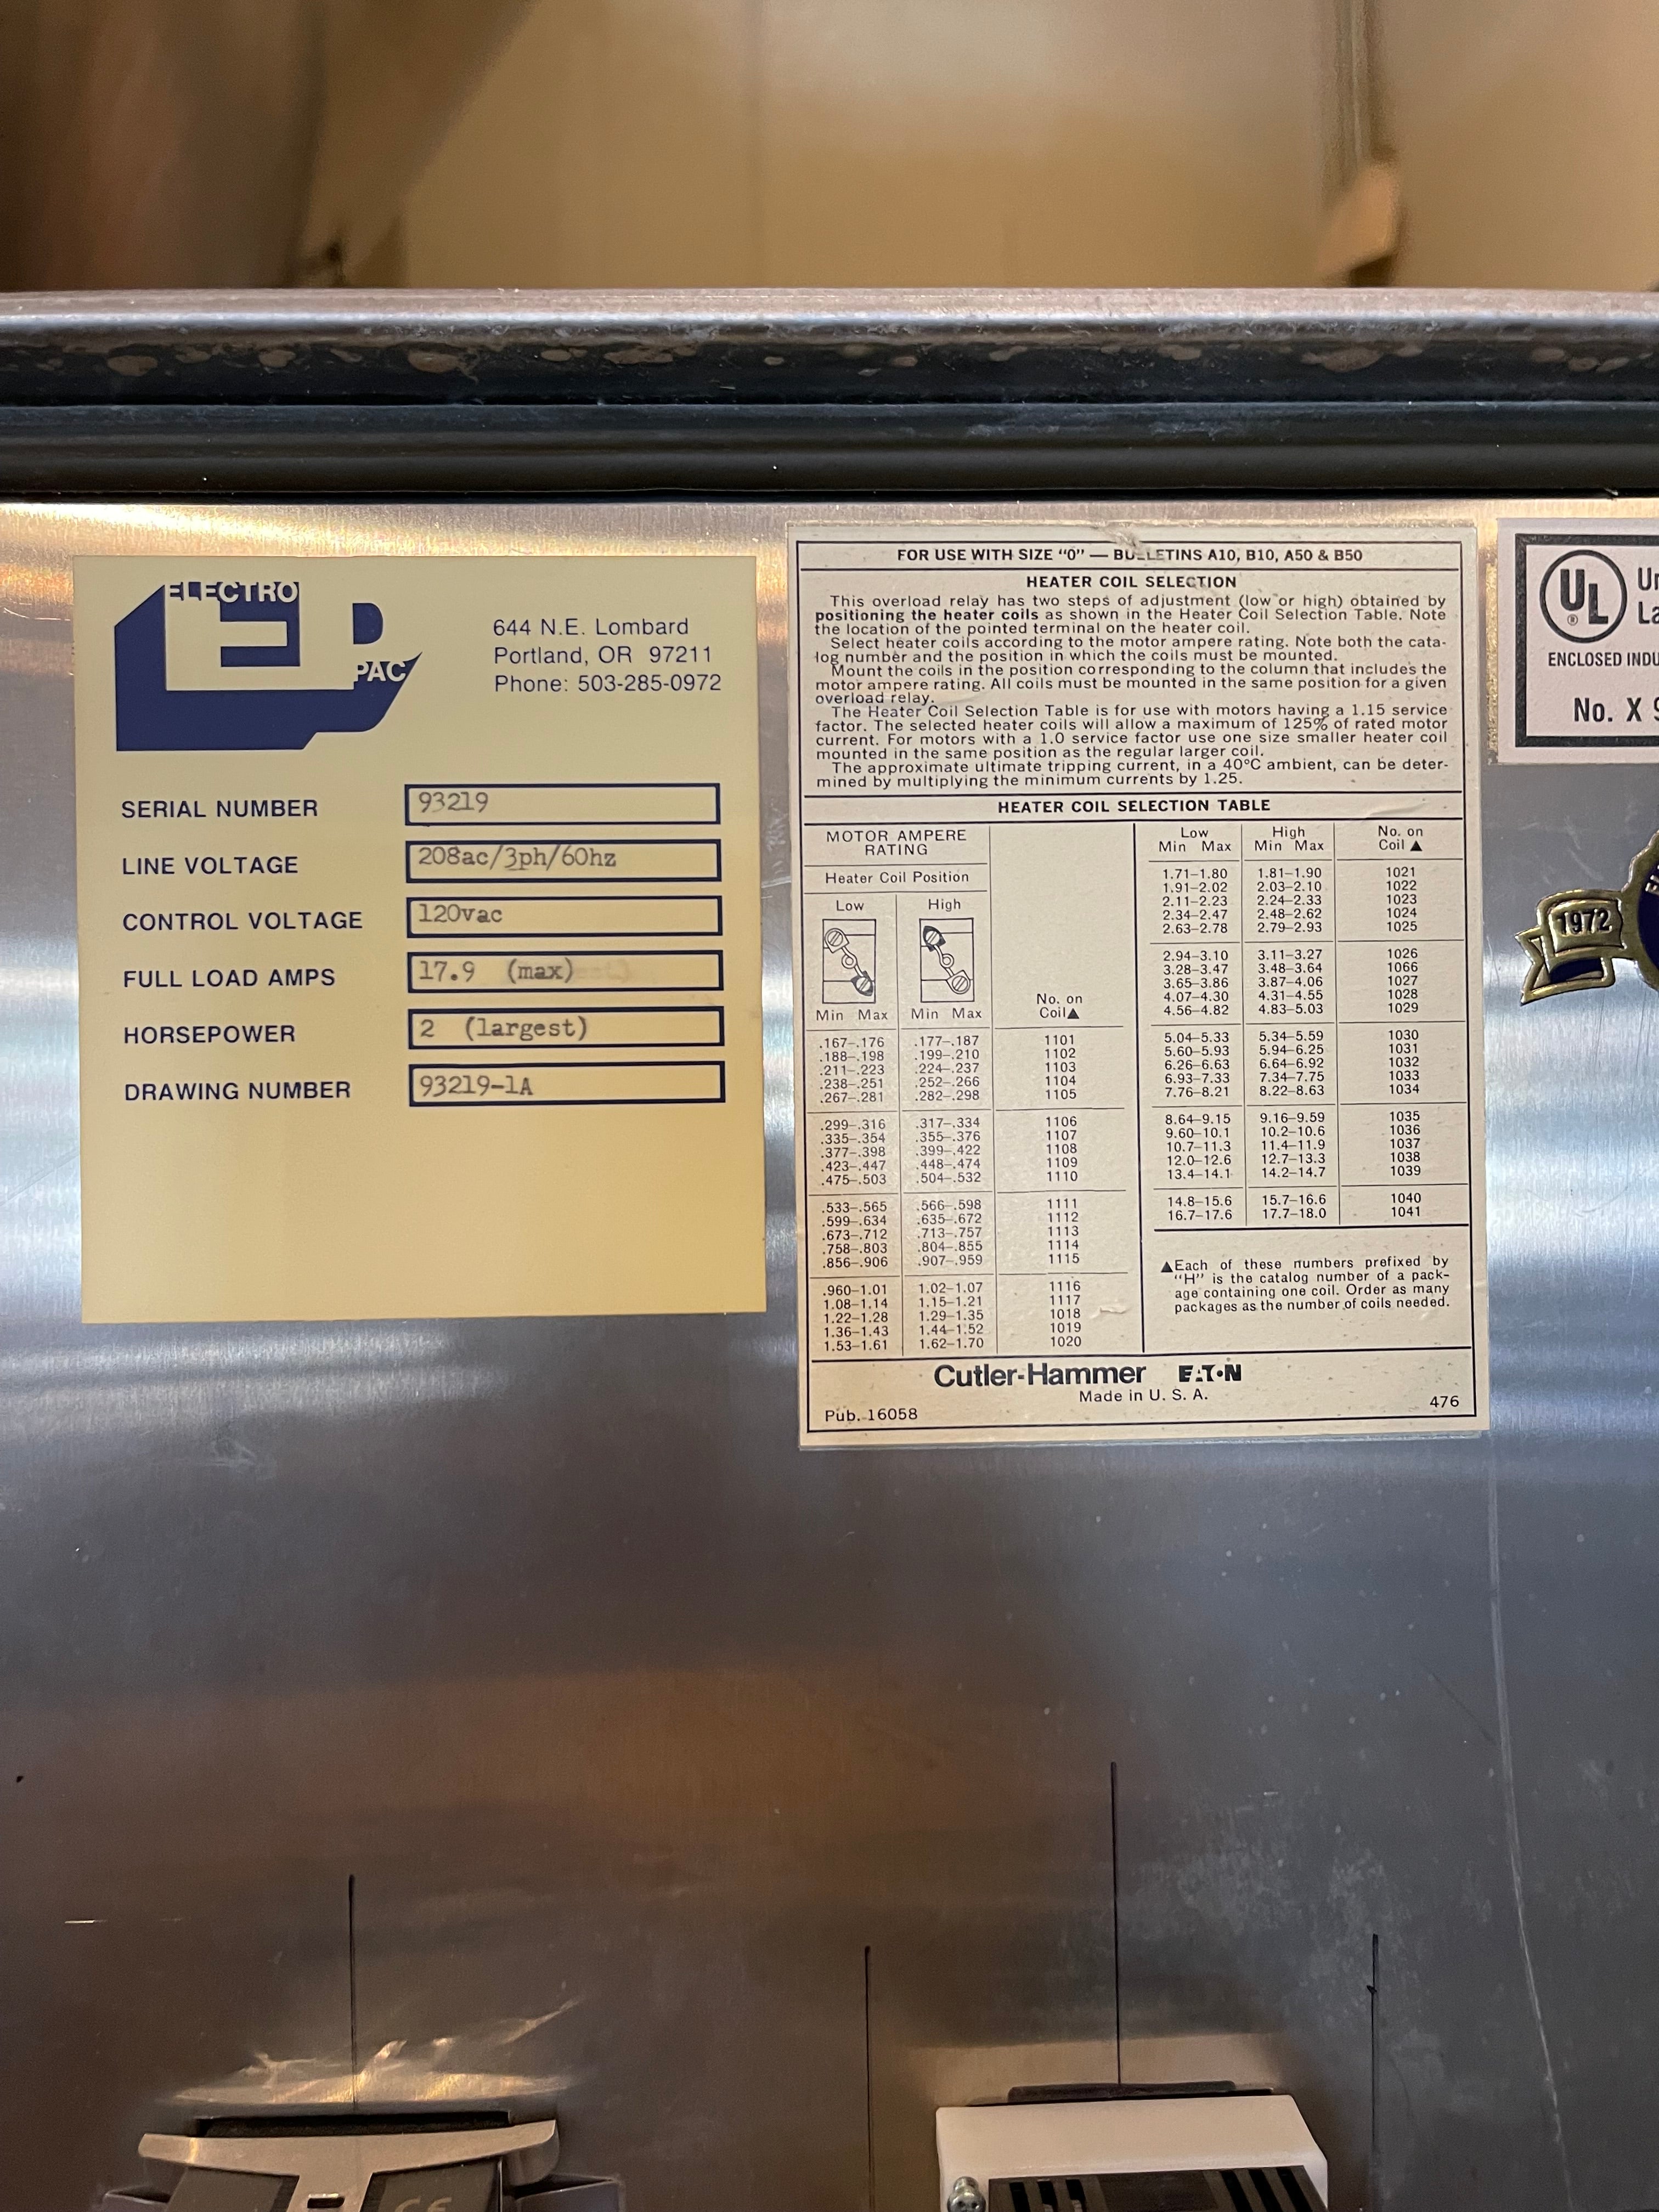 ELECTRO
EP
PAC
644 N.E. Lombard
Portland, OR 97211
Phone: 503-285-0972
SERIAL NUMBER 93219
LINE VOLTAGE 208ac/3ph/60hz
CONTROL VOLTAGE 120vac
FULL LOAD AMPS 17.9 (max)
HORSEPOWER 2 (largest)
DRAWING NUMBER 93219-1A
FOR USE WITH SIZE "0" — BULLETINS A10, B10, A50 & B50
HEATER COIL SELECTION
This overload relay has two steps of adjustment (low or high) obtained by
positioning the heater coils as shown in the Heater Coil Selection Table. Note
the location of the pointed terminal on the heater coil.
Select heater coils according to the motor ampere rating. Note both the cata-
log number and the position in which the coils must be mounted.
Mount the coils in the position corresponding to the column that includes the
motor ampere rating. All coils must be mounted in the same position for a given
overload relay.
The Heater Coil Selection Table is for use with motors having a 1.15 service
factor. The selected heater coils will allow a maximum of 125% of rated motor
current. For motors with a 1.0 service factor use one size smaller heater coil
mounted in the same position as the regular larger coil.
The approximate ultimate tripping current, in a 40°C ambient, can be deter-
mined by multiplying the minimum currents by 1.25.
HEATER COIL SELECTION TABLE
MOTOR AMPERE
RATING
Heater Coil Position
Low High
No. on
Min Max Min Max Coil▲
.167–.176 .177–.187 1101
.188–.198 .199–.210 1102
.211–.223 .224–.237 1103
.238–.251 .252–.266 1104
.267–.281 .282–.298 1105
.299–.316 .317–.334 1106
.335–.354 .355–.376 1107
.377–.398 .399–.422 1108
.423–.447 .448–.474 1109
.475–.503 .504–.532 1110
.533–.565 .566–.598 1111
.599–.634 .635–.672 1112
.673–.712 .713–.757 1113
.758–.803 .804–.855 1114
.856–.906 .907–.959 1115
.960–1.01 1.02–1.07 1116
1.08–1.14 1.15–1.21 1117
1.22–1.28 1.29–1.35 1018
1.36–1.43 1.44–1.52 1019
1.53–1.61 1.62–1.70 1020
Low High No. on
Min Max Min Max Coil ▲
1.71–1.80 1.81–1.90 1021
1.91–2.02 2.03–2.10 1022
2.11–2.23 2.24–2.33 1023
2.34–2.47 2.48–2.62 1024
2.63–2.78 2.79–2.93 1025
2.94–3.10 3.11–3.27 1026
3.28–3.47 3.48–3.64 1066
3.65–3.86 3.87–4.06 1027
4.07–4.30 4.31–4.55 1028
4.56–4.82 4.83–5.03 1029
5.04–5.33 5.34–5.59 1030
5.60–5.93 5.94–6.25 1031
6.26–6.63 6.64–6.92 1032
6.93–7.33 7.34–7.75 1033
7.76–8.21 8.22–8.63 1034
8.64–9.15 9.16–9.59 1035
9.60–10.1 10.2–10.6 1036
10.7–11.3 11.4–11.9 1037
12.0–12.6 12.7–13.3 1038
13.4–14.1 14.2–14.7 1039
14.8–15.6 15.7–16.6 1040
16.7–17.6 17.7–18.0 1041
▲Each of these numbers prefixed by
"H" is the catalog number of a pack-
age containing one coil. Order as many
packages as the number of coils needed.
Cutler-Hammer EATON
Made in U. S. A.
Pub. 16058 476
UL
®
ENCLOSED INDU
No. X 9
1972
CE